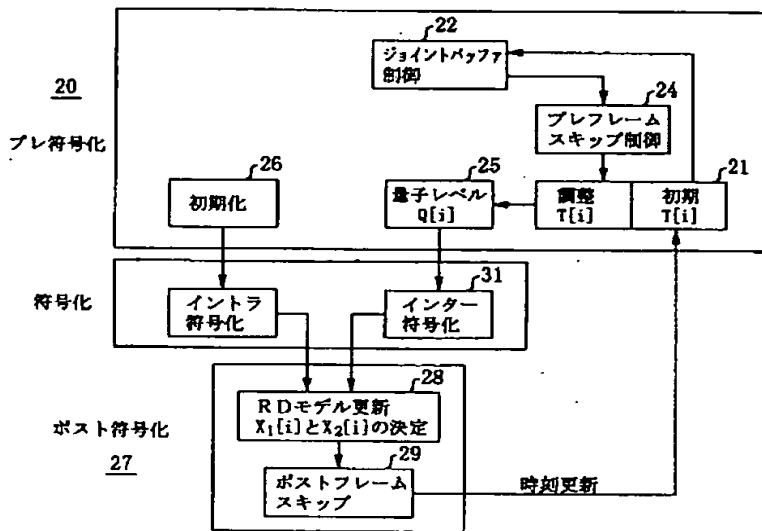 22
ジョイントバッファ
制御
20
プレ符号化
24
プレフレーム
スキップ制御
26
初期化
25
量子レベル
Q[i]
調整
T[i]
21
初期
T[i]
符号化
イントラ
符号化
31
インター
符号化
28
RDモデル更新
X₁[i]とX₂[i]の決定
ポスト符号化
27
29
ポストフレーム
スキップ
時刻更新